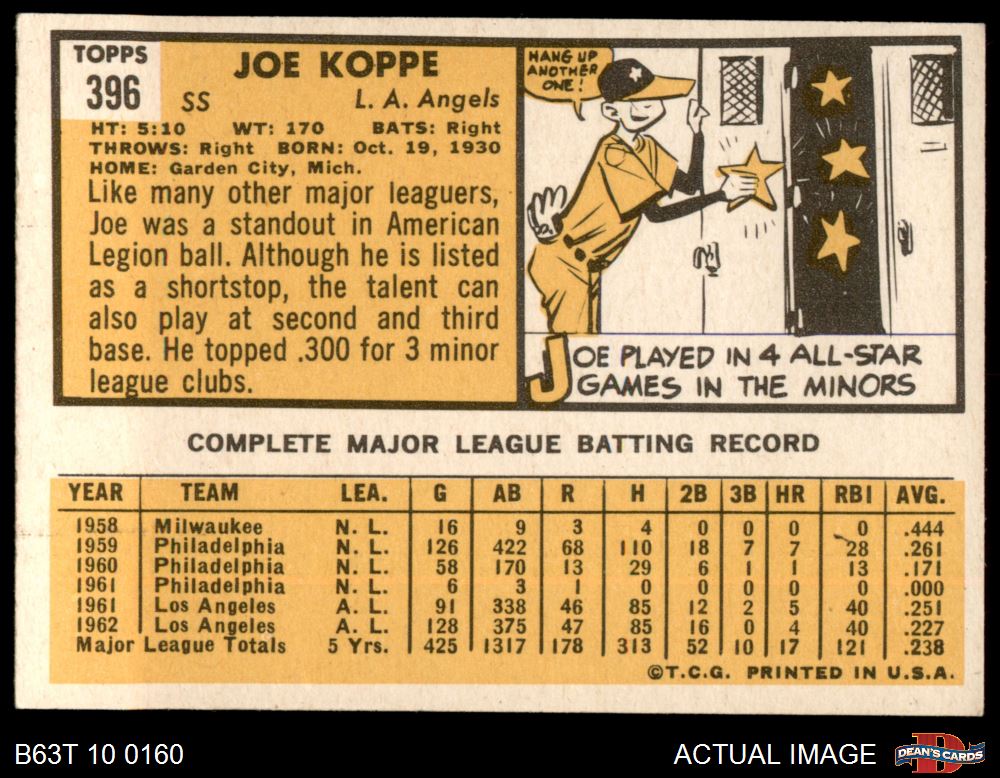 TOPPS
396
JOE KOPPE
SS L. A. Angels
HT: 5:10 WT: 170 BATS: Right
THROWS: Right BORN: Oct. 19, 1930
HOME: Garden City, Mich.
Like many other major leaguers,
Joe was a standout in American
Legion ball. Although he is listed
as a shortstop, the talent can
also play at second and third
base. He topped .300 for 3 minor
league clubs.
HANG UP
ANOTHER
ONE!
JOE PLAYED IN 4 ALL-STAR
GAMES IN THE MINORS
COMPLETE MAJOR LEAGUE BATTING RECORD
YEAR TEAM LEA. G AB R H 2B 3B HR RBI AVG.
1958 Milwaukee N. L. 16 9 3 4 0 0 0 0 .444
1959 Philadelphia N. L. 126 422 68 110 18 7 7 28 .261
1960 Philadelphia N. L. 58 170 13 29 6 1 1 13 .171
1961 Philadelphia N. L. 6 3 1 0 0 0 0 0 .000
1961 Los Angeles A. L. 91 338 46 85 12 2 5 40 .251
1962 Los Angeles A. L. 128 375 47 85 16 0 4 40 .227
Major League Totals 5 Yrs. 425 1317 178 313 52 10 17 121 .238
©T.C.G. PRINTED IN U.S.A.
B63T 10 0160 ACTUAL IMAGE
D
DEAN'S CARDS